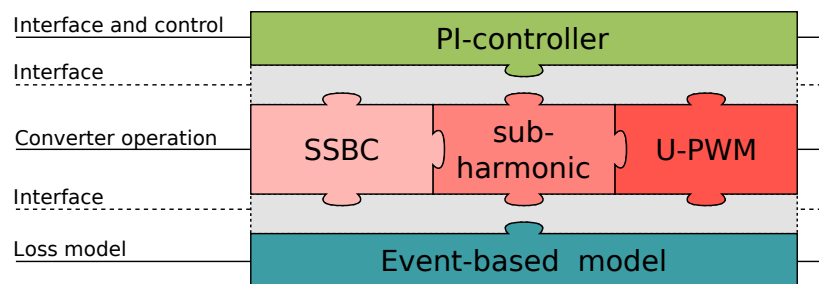 Interface and control
PI-controller
Interface
Converter operation
SSBC
sub-
harmonic
U-PWM
Interface
Loss model
Event-based model